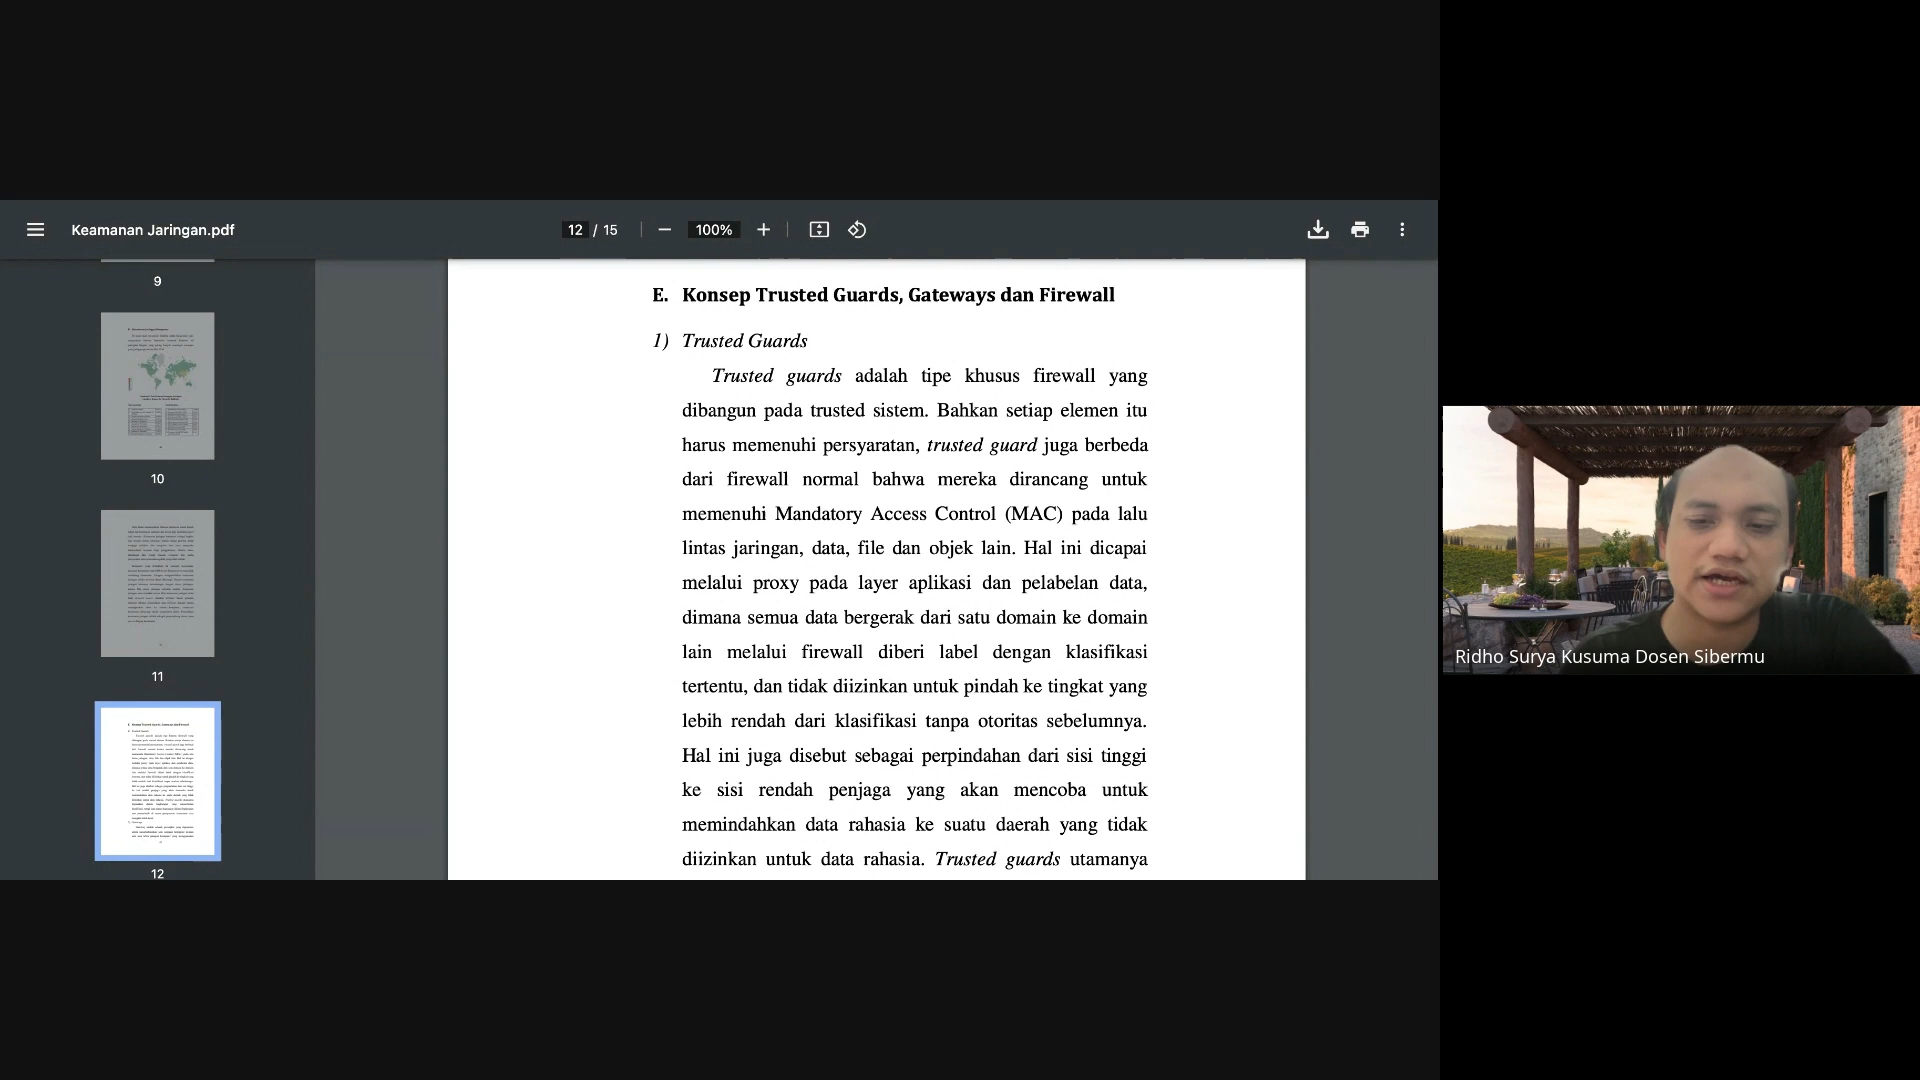 Keamanan Jaringan.pdf
12 / 15
100%
9
10
11
12
E. Konsep Trusted Guards, Gateways dan Firewall
1) Trusted Guards
Trusted guards adalah tipe khusus firewall yang
dibangun pada trusted sistem. Bahkan setiap elemen itu
harus memenuhi persyaratan, trusted guard juga berbeda
dari firewall normal bahwa mereka dirancang untuk
memenuhi Mandatory Access Control (MAC) pada lalu
lintas jaringan, data, file dan objek lain. Hal ini dicapai
melalui proxy pada layer aplikasi dan pelabelan data,
dimana semua data bergerak dari satu domain ke domain
lain melalui firewall diberi label dengan klasifikasi
tertentu, dan tidak diizinkan untuk pindah ke tingkat yang
lebih rendah dari klasifikasi tanpa otoritas sebelumnya.
Hal ini juga disebut sebagai perpindahan dari sisi tinggi
ke sisi rendah penjaga yang akan mencoba untuk
memindahkan data rahasia ke suatu daerah yang tidak
diizinkan untuk data rahasia. Trusted guards utamanya
Ridho Surya Kusuma Dosen Sibermu